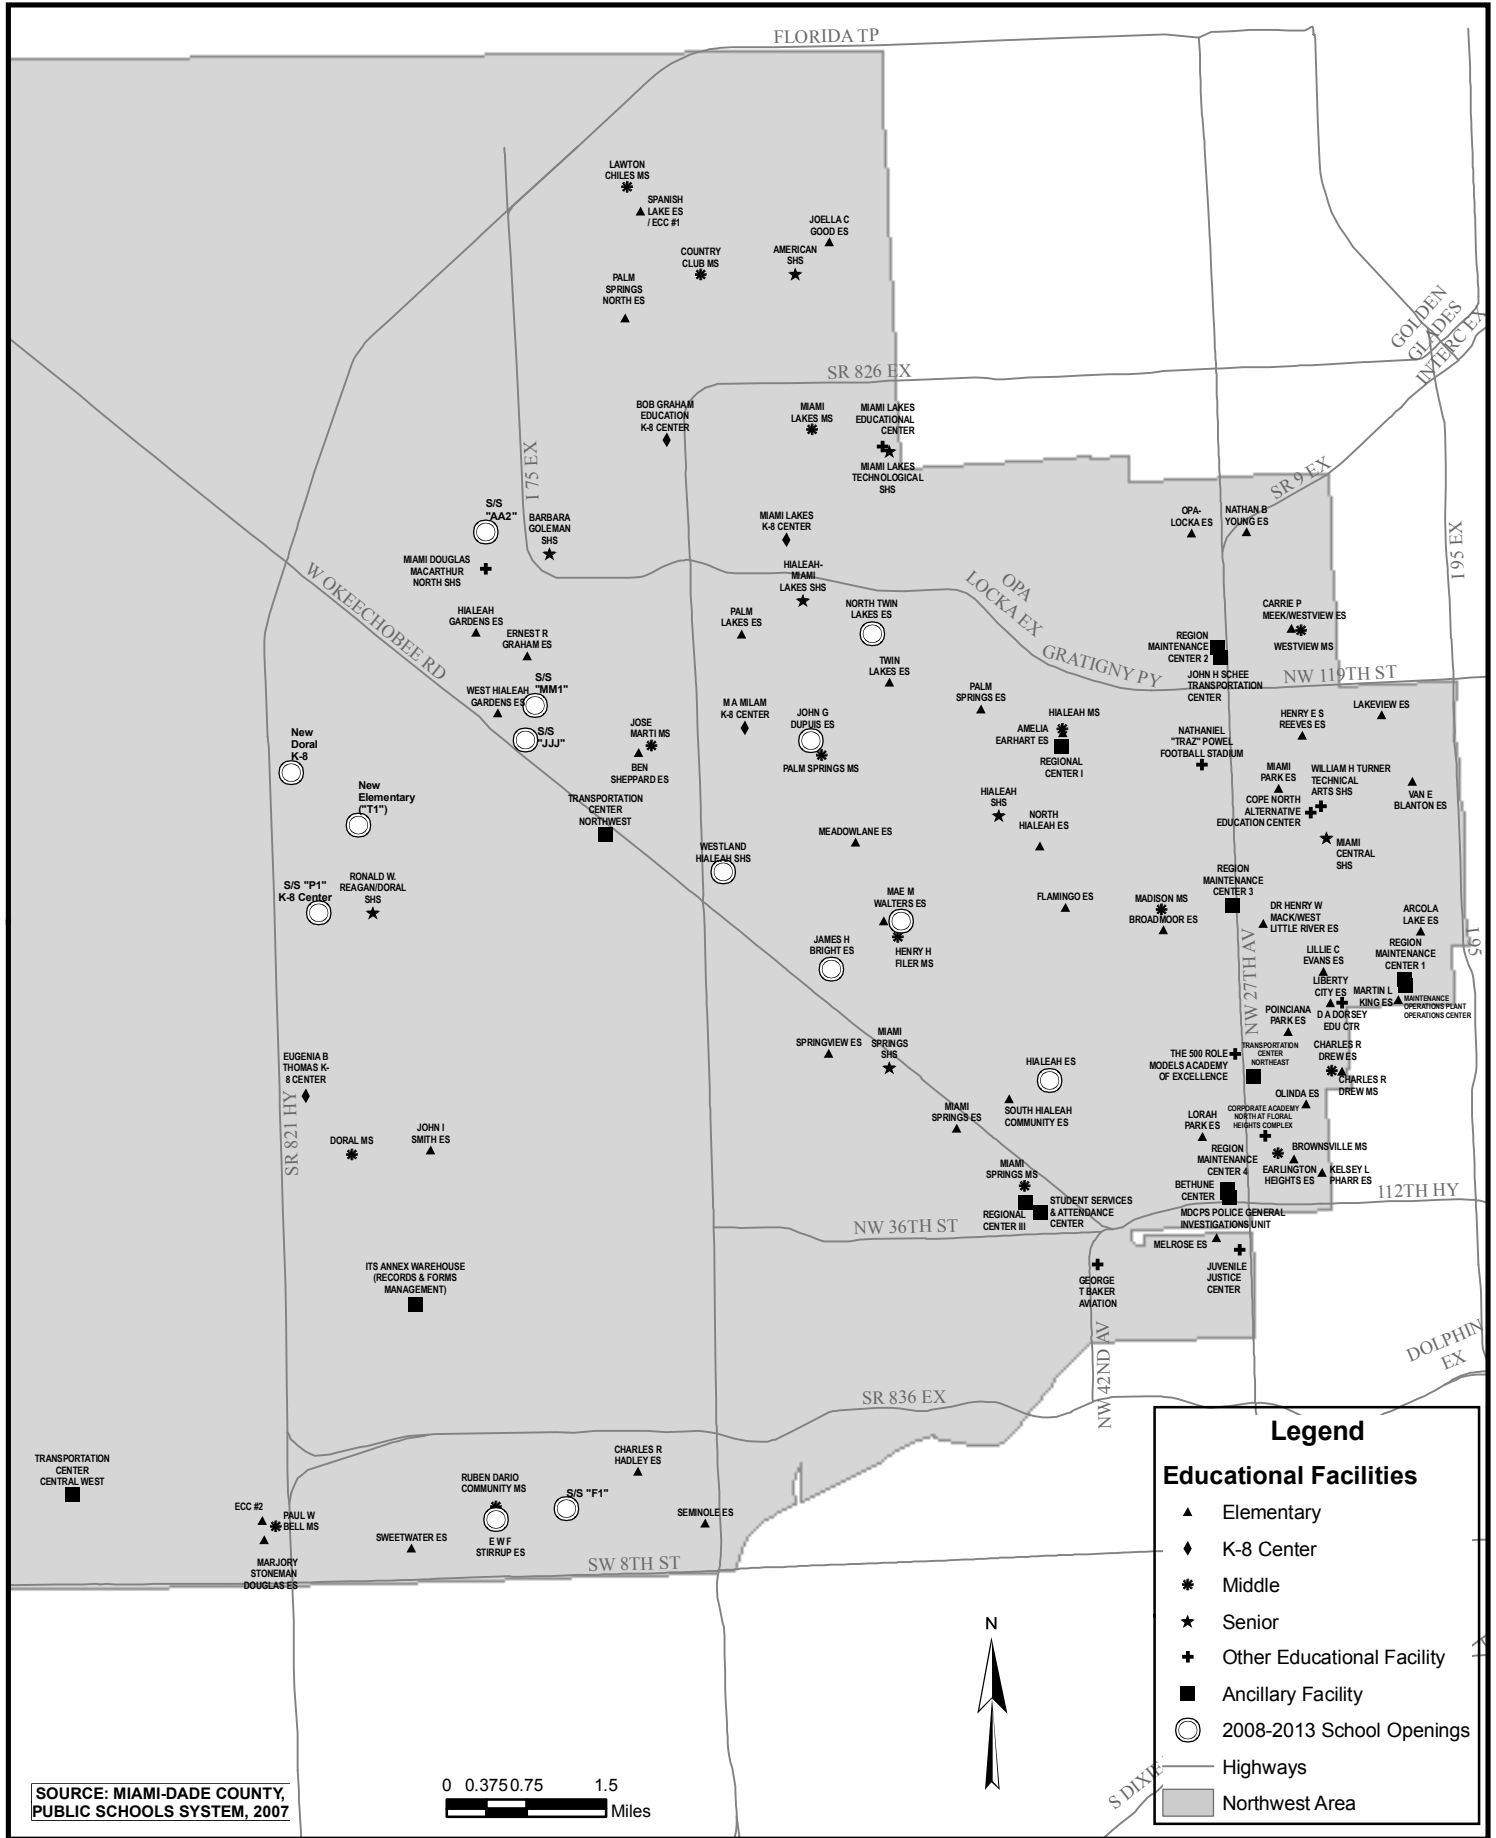 FLORIDA TP
LAWTON
CHILES MS
SPANISH
LAKE ES
/ ECC #1
JOELLA C
GOOD ES
COUNTRY
CLUB MS
AMERICAN
SHS
PALM
SPRINGS
NORTH ES
GOLDEN
GLADES
INTERC EX
SR 826 EX
BOB GRAHAM
EDUCATION
K-8 CENTER
MIAMI
LAKES MS
MIAMI LAKES
EDUCATIONAL
CENTER
MIAMI LAKES
TECHNOLOGICAL
SHS
I 75 EX
SR 9 EX
S/S
"AA2"
BARBARA
GOLEMAN
SHS
MIAMI LAKES
K-8 CENTER
OPA-
LOCKA ES
NATHAN B
YOUNG ES
I 95 EX
MIAMI DOUGLAS
MACARTHUR
NORTH SHS
W OKEECHOBEE RD
HIALEAH-
MIAMI
LAKES SHS
OPA
LOCKA EX
HIALEAH
GARDENS ES
ERNEST R
GRAHAM ES
PALM
LAKES ES
NORTH TWIN
LAKES ES
CARRIE P
MEEK/WESTVIEW ES
WESTVIEW MS
REGION
MAINTENANCE
CENTER 2
GRATIGNY PY
TWIN
LAKES ES
JOHN H SCHEE
TRANSPORTATION
CENTER
NW 119TH ST
S/S
"MM1"
WEST HIALEAH
GARDENS ES
PALM
SPRINGS ES
M A MILAM
K-8 CENTER
JOHN G
DUPUIS ES
HIALEAH MS
AMELIA
EARHART ES
REGIONAL
CENTER I
HENRY E S
REEVES ES
LAKEVIEW ES
S/S
"JJJ"
JOSE
MARTI MS
BEN
SHEPPARD ES
PALM SPRINGS MS
NATHANIEL
"TRAZ" POWEL
FOOTBALL STADIUM
New
Doral
K-8
New
Elementary
("T1")
TRANSPORTATION
CENTER
NORTHWEST
MIAMI
PARK ES
WILLIAM H TURNER
TECHNICAL
ARTS SHS
VAN E
BLANTON ES
COPE NORTH
ALTERNATIVE
EDUCATION CENTER
HIALEAH
SHS
NORTH
HIALEAH ES
MEADOWLANE ES
MIAMI
CENTRAL
SHS
WESTLAND
HIALEAH SHS
S/S "P1"
K-8 Center
RONALD W.
REAGAN/DORAL
SHS
MAE M
WALTERS ES
FLAMINGO ES
MADISON MS
BROADMOOR ES
REGION
MAINTENANCE
CENTER 3
DR HENRY W
MACK/WEST
LITTLE RIVER ES
ARCOLA
LAKE ES
JAMES H
BRIGHT ES
HENRY H
FILER MS
NW 27TH AV
LILLIE C
EVANS ES
REGION
MAINTENANCE
CENTER 1
I 95
LIBERTY
CITY ES
MARTIN L
KING ES
MAINTENANCE
OPERATIONS PLANT
OPERATIONS CENTER
D A DORSEY
EDU CTR
POINCIANA
PARK ES
SPRINGVIEW ES
MIAMI
SPRINGS
SHS
HIALEAH ES
THE 500 ROLE
MODELS ACADEMY
OF EXCELLENCE
TRANSPORTATION
CENTER
NORTHEAST
CHARLES R
DREW ES
CHARLES R
DREW MS
EUGENIA B
THOMAS K-
8 CENTER
SR 821 HY
OLINDA ES
SOUTH HIALEAH
COMMUNITY ES
MIAMI
SPRINGS ES
LORAH
PARK ES
CORPORATE ACADEMY
NORTH AT FLORAL
HEIGHTS COMPLEX
DORAL MS
JOHN I
SMITH ES
BROWNSVILLE MS
REGION
MAINTENANCE
CENTER 4
EARLINGTON
HEIGHTS ES
KELSEY L
PHARR ES
MIAMI
SPRINGS MS
REGIONAL
CENTER III
STUDENT SERVICES
& ATTENDANCE
CENTER
BETHUNE
CENTER
112TH HY
MDCPS POLICE GENERAL
INVESTIGATIONS UNIT
NW 36TH ST
MELROSE ES
JUVENILE
JUSTICE
CENTER
GEORGE
T BAKER
AVIATION
ITS ANNEX WAREHOUSE
(RECORDS & FORMS
MANAGEMENT)
NW 42ND AV
DOLPHIN
EX
SR 836 EX
TRANSPORTATION
CENTER
CENTRAL WEST
CHARLES R
HADLEY ES
RUBEN DARIO
COMMUNITY MS
S/S "F1"
ECC #2
PAUL W
BELL MS
SWEETWATER ES
E W F
STIRRUP ES
SEMINOLE ES
MARJORY
STONEMAN
DOUGLAS ES
SW 8TH ST
Legend
Educational Facilities
Elementary
K-8 Center
Middle
Senior
Other Educational Facility
Ancillary Facility
2008-2013 School Openings
Highways
Northwest Area
N
S DIXIE
SOURCE: MIAMI-DADE COUNTY,
PUBLIC SCHOOLS SYSTEM, 2007
0 0.375 0.75 1.5
Miles